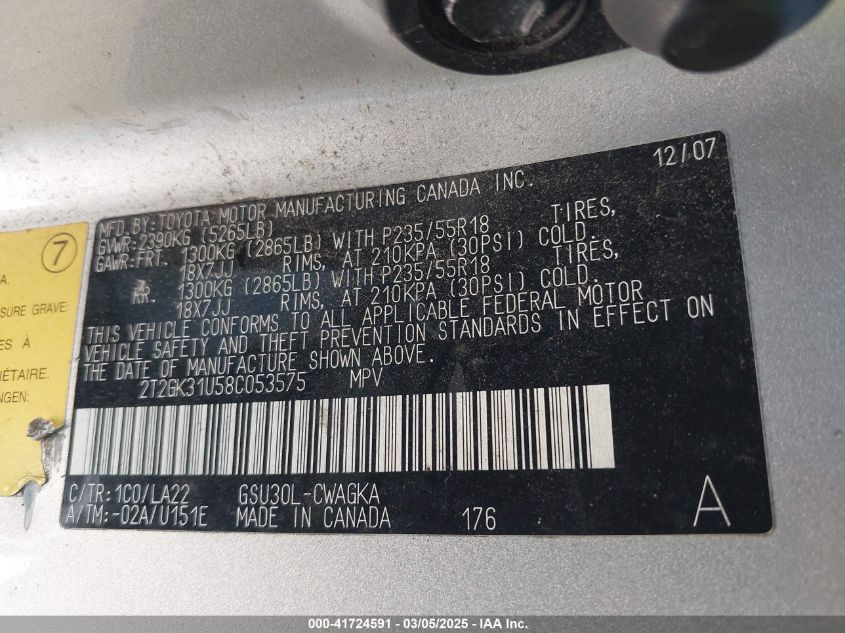 12/07
MFD.BY:TOYOTA MOTOR MANUFACTURING CANADA INC.
GVWR:2390KG (5265LB)
GAWR:FRT. 1300KG (2865LB) WITH P235/55R18 TIRES,
18X7JJ RIMS, AT 210KPA (30PSI) COLD.
RR. 1300KG (2865LB) WITH P235/55R18 TIRES,
18X7JJ RIMS, AT 210KPA (30PSI) COLD.
THIS VEHICLE CONFORMS TO ALL APPLICABLE FEDERAL MOTOR
VEHICLE SAFETY AND THEFT PREVENTION STANDARDS IN EFFECT ON
THE DATE OF MANUFACTURE SHOWN ABOVE.
2T2GK31U58C053575 MPV
C/TR:1C0/LA22 GSU30L-CWAGKA
A/TM:-02A/U151E MADE IN CANADA 176 A
7
A.
SURE GRAVE
ES À
IÉTAIRE.
NGEN:
000-41724591 - 03/05/2025 - IAA Inc.